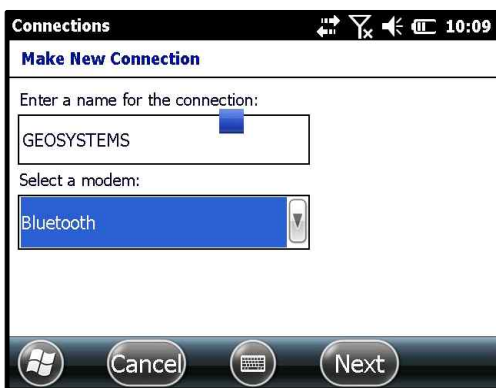 Connections 10:09
Make New Connection
Enter a name for the connection:
GEOSYSTEMS
Select a modem:
Bluetooth
Cancel Next